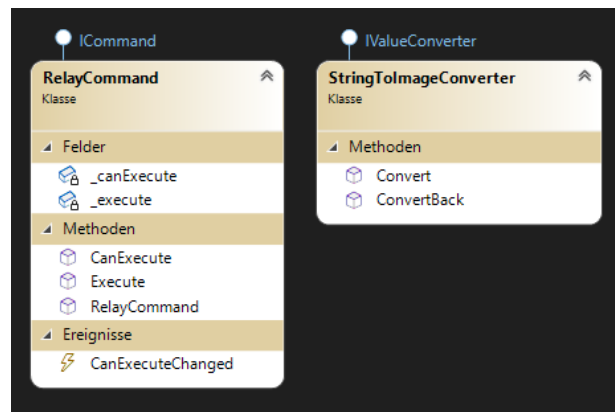 ICommand
RelayCommand
Klasse
Felder
_canExecute
_execute
Methoden
CanExecute
Execute
RelayCommand
Ereignisse
CanExecuteChanged
IValueConverter
StringToImageConverter
Klasse
Methoden
Convert
ConvertBack